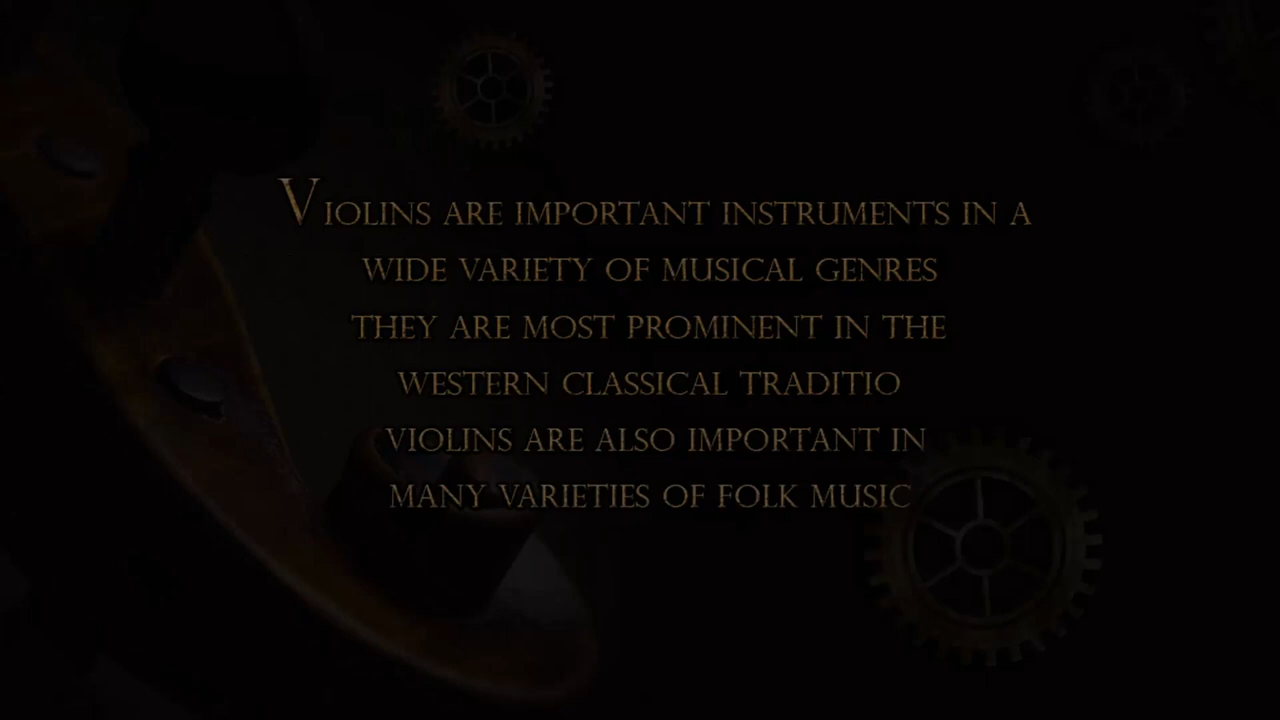 Violins are important instruments in a
wide variety of musical genres
they are most prominent in the
western classical traditio
violins are also important in
many varieties of folk music